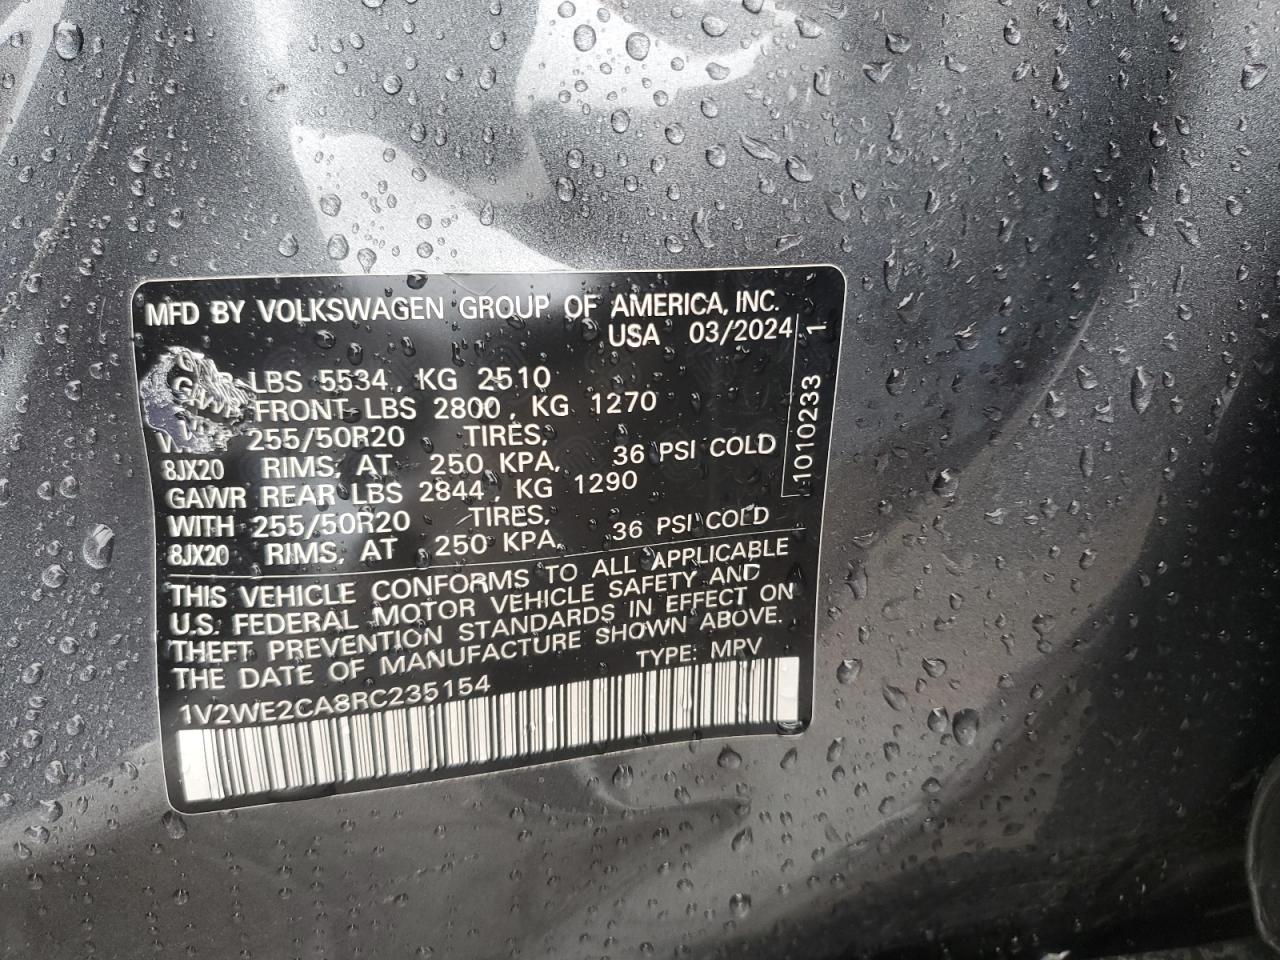 MFD BY VOLKSWAGEN GROUP OF AMERICA, INC.
USA 03/2024
LBS 5534, KG 2510
FRONT LBS 2800, KG 1270
255/50R20 TIRES,
8JX20 RIMS, AT 250 KPA, 36 PSI COLD
GAWR REAR LBS 2844, KG 1290
WITH 255/50R20 TIRES,
8JX20 RIMS, AT 250 KPA, 36 PSI COLD
1010233 1
THIS VEHICLE CONFORMS TO ALL APPLICABLE
U.S. FEDERAL MOTOR VEHICLE SAFETY AND
THEFT PREVENTION STANDARDS IN EFFECT ON
THE DATE OF MANUFACTURE SHOWN ABOVE.
TYPE: MPV
1V2WE2CA8RC235154